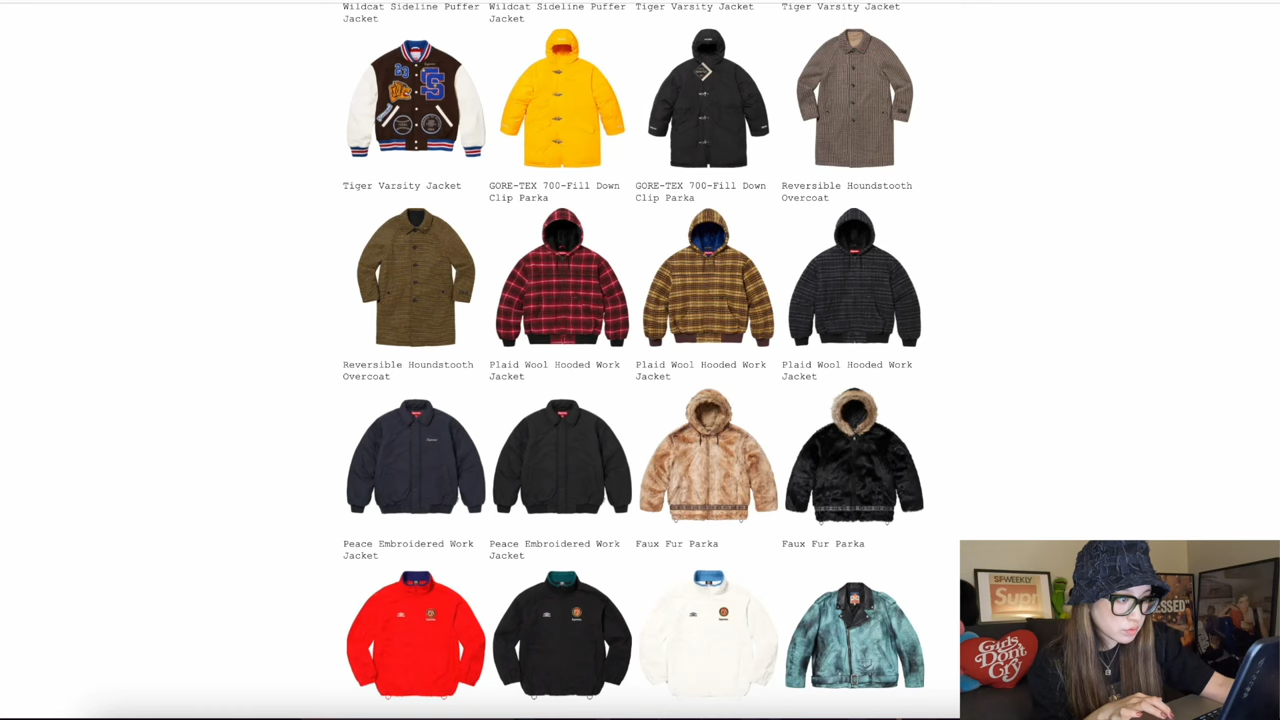 Wildcat Sideline Puffer
Jacket
Wildcat Sideline Puffer
Jacket
Tiger Varsity Jacket
Tiger Varsity Jacket
Tiger Varsity Jacket
GORE-TEX 700-Fill Down
Clip Parka
GORE-TEX 700-Fill Down
Clip Parka
Reversible Houndstooth
Overcoat
Reversible Houndstooth
Overcoat
Plaid Wool Hooded Work
Jacket
Plaid Wool Hooded Work
Jacket
Plaid Wool Hooded Work
Jacket
Peace Embroidered Work
Jacket
Peace Embroidered Work
Jacket
Faux Fur Parka
Faux Fur Parka
SFWEEKLY
Supr
Girls
Don't
Cry